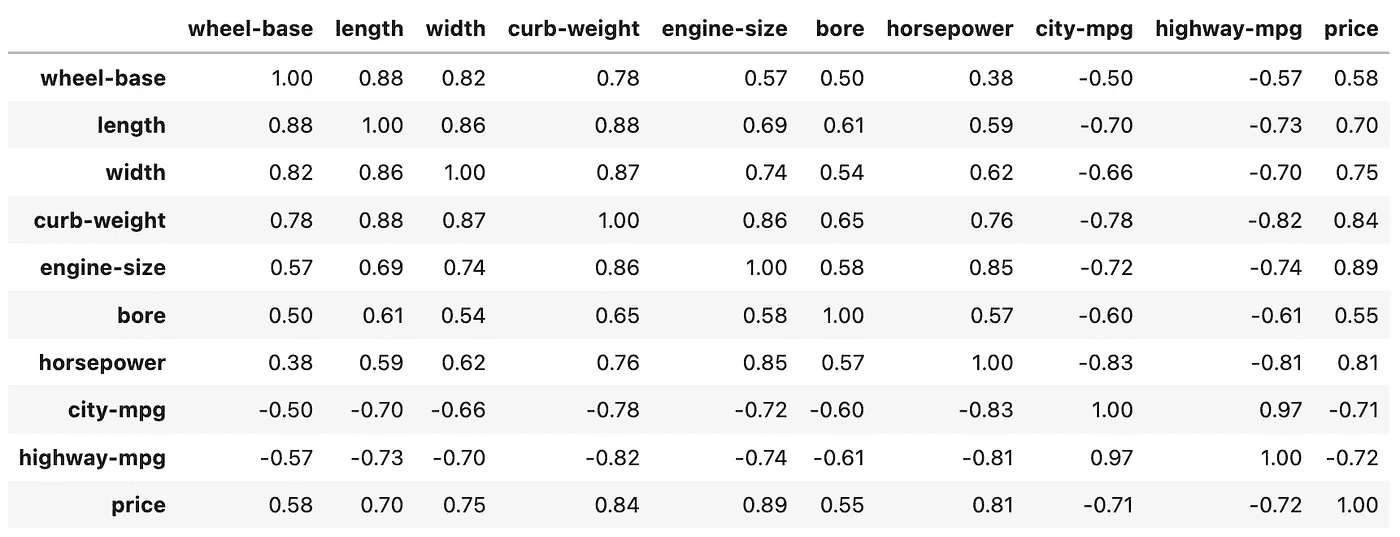 wheel-base length width curb-weight engine-size bore horsepower city-mpg highway-mpg price
wheel-base 1.00 0.88 0.82 0.78 0.57 0.50 0.38 -0.50 -0.57 0.58
length 0.88 1.00 0.86 0.88 0.69 0.61 0.59 -0.70 -0.73 0.70
width 0.82 0.86 1.00 0.87 0.74 0.54 0.62 -0.66 -0.70 0.75
curb-weight 0.78 0.88 0.87 1.00 0.86 0.65 0.76 -0.78 -0.82 0.84
engine-size 0.57 0.69 0.74 0.86 1.00 0.58 0.85 -0.72 -0.74 0.89
bore 0.50 0.61 0.54 0.65 0.58 1.00 0.57 -0.60 -0.61 0.55
horsepower 0.38 0.59 0.62 0.76 0.85 0.57 1.00 -0.83 -0.81 0.81
city-mpg -0.50 -0.70 -0.66 -0.78 -0.72 -0.60 -0.83 1.00 0.97 -0.71
highway-mpg -0.57 -0.73 -0.70 -0.82 -0.74 -0.61 -0.81 0.97 1.00 -0.72
price 0.58 0.70 0.75 0.84 0.89 0.55 0.81 -0.71 -0.72 1.00